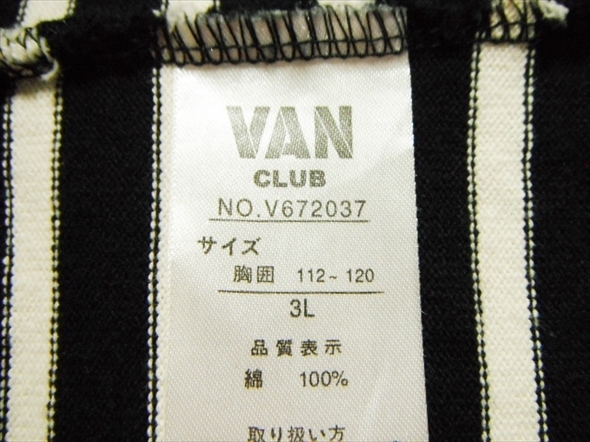 VAN
CLUB
NO.V672037
サイズ
胸囲 112~120
3L
品質表示
綿 100%
取り扱い方